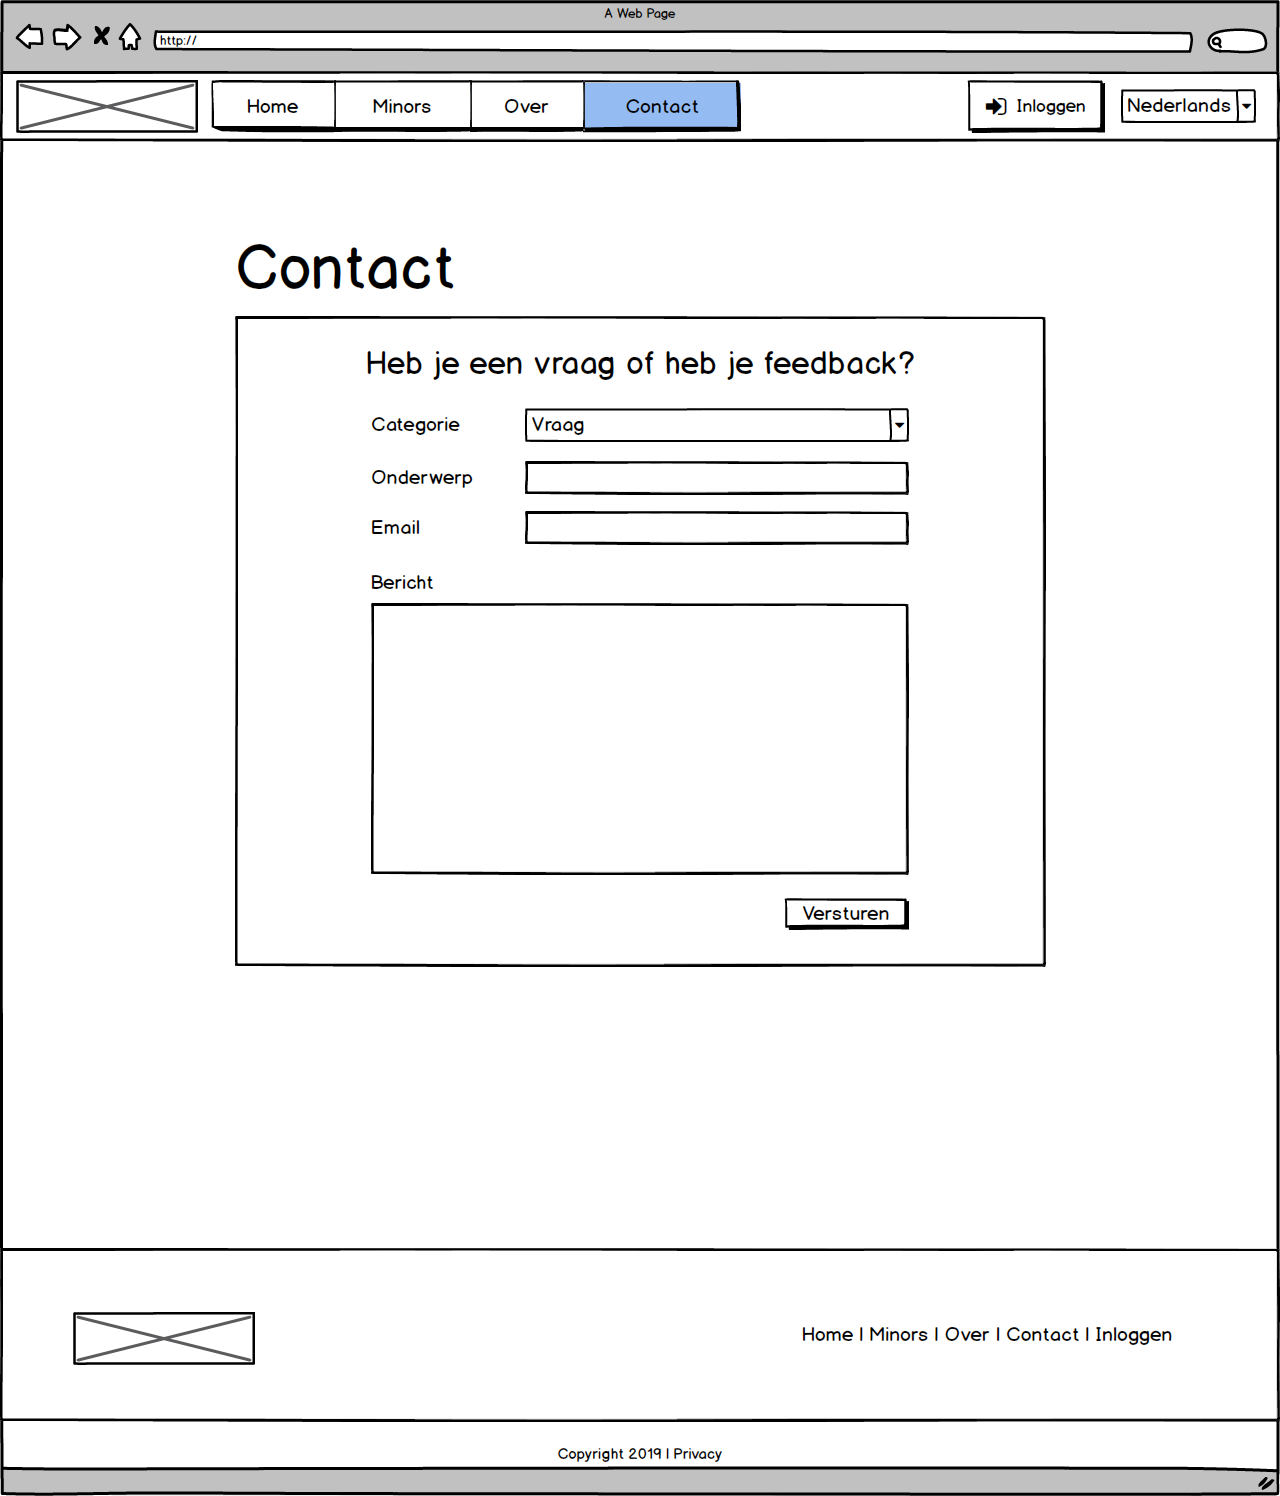 A Web Page
http://
Home Minors Over Contact Inloggen Nederlands
Contact
Heb je een vraag of heb je feedback?
Categorie Vraag
Onderwerp
Email
Bericht
Versturen
Home | Minors | Over | Contact | Inloggen
Copyright 2019 | Privacy